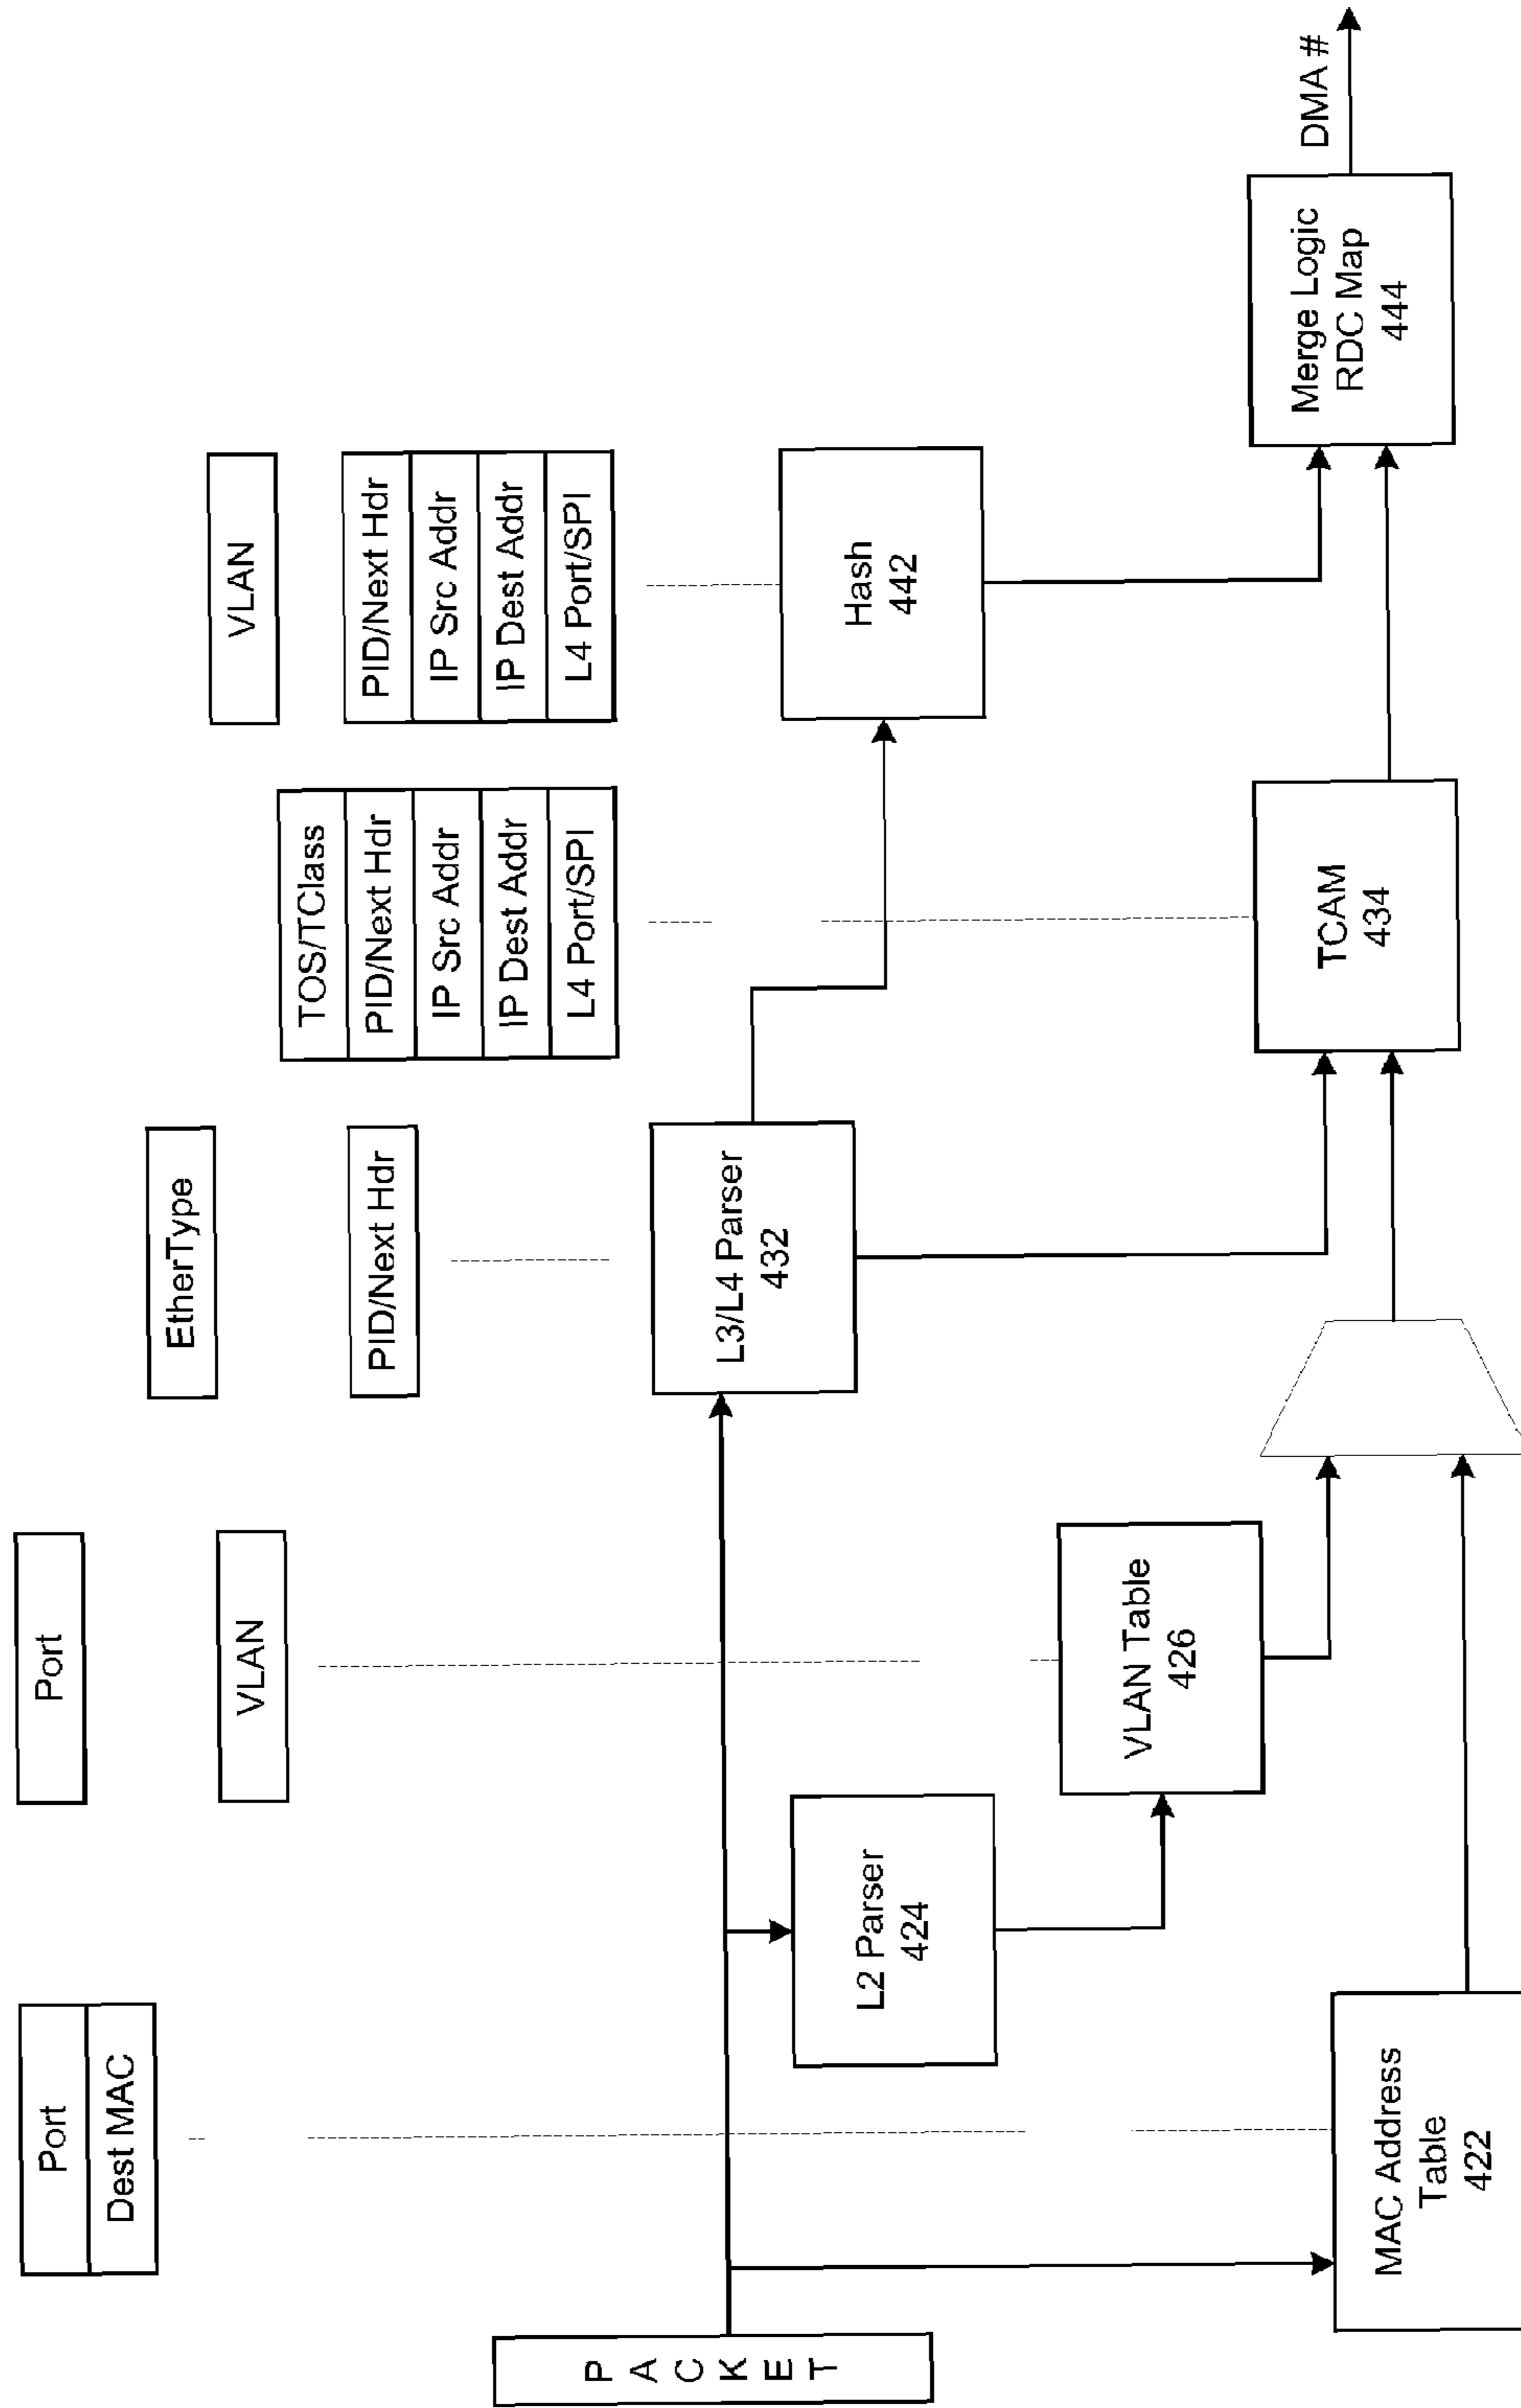 Port
Dest MAC
Port
VLAN
EtherType
PID/Next Hdr
TOS/TClass
PID/Next Hdr
IP Src Addr
IP Dest Addr
L4 Port/SPI
VLAN
PID/Next Hdr
IP Src Addr
IP Dest Addr
L4 Port/SPI
PACKET
L3/L4 Parser
432
L2 Parser
424
Hash
442
VLAN Table
426
MAC Address
Table
422
TCAM
434
Merge Logic
RDC Map
444
DMA #